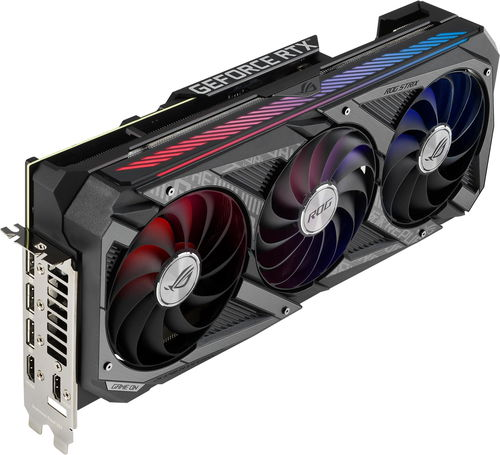 GEFORCE RTX
ROG STRIX
ROG
GAME ON